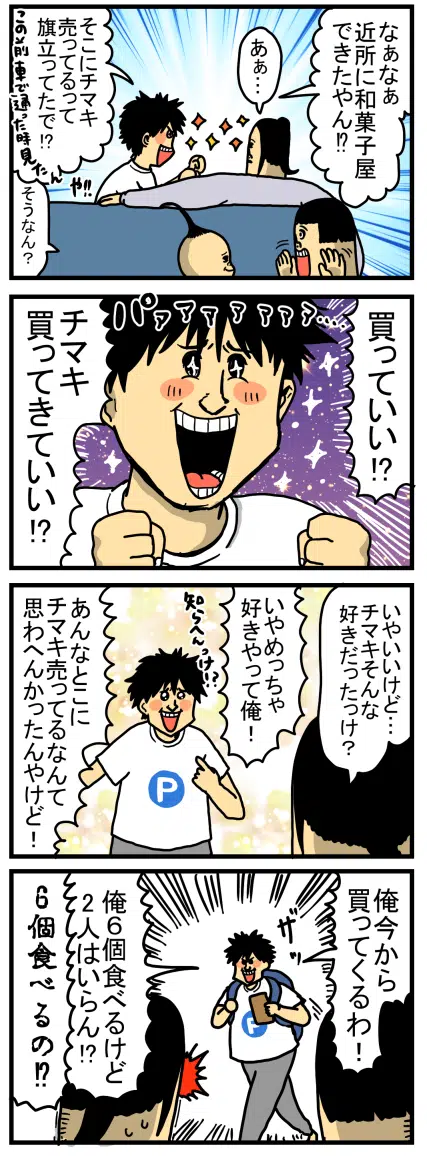 なぁなぁ
近所に和菓子屋
できたやん!?
あぁ…
そこにチマキ
売ってるって
旗立ってたで!?
この前車で通った時見たん
や!!
そうなん？
買っていい!?
パァァァァァァァ……
チマキ
買ってきていい!?
いやいいけど…
チマキそんな
好きだったっけ？
いやめっちゃ
好きやって俺！
知らへんっけ!?
あんなとこに
チマキ売ってるなんて
思わへんかったんやけど！
P
俺今から
買ってくるわ！
ザッ
P
俺６個食べるけど
２人はいらん!?
６個食べるの!?